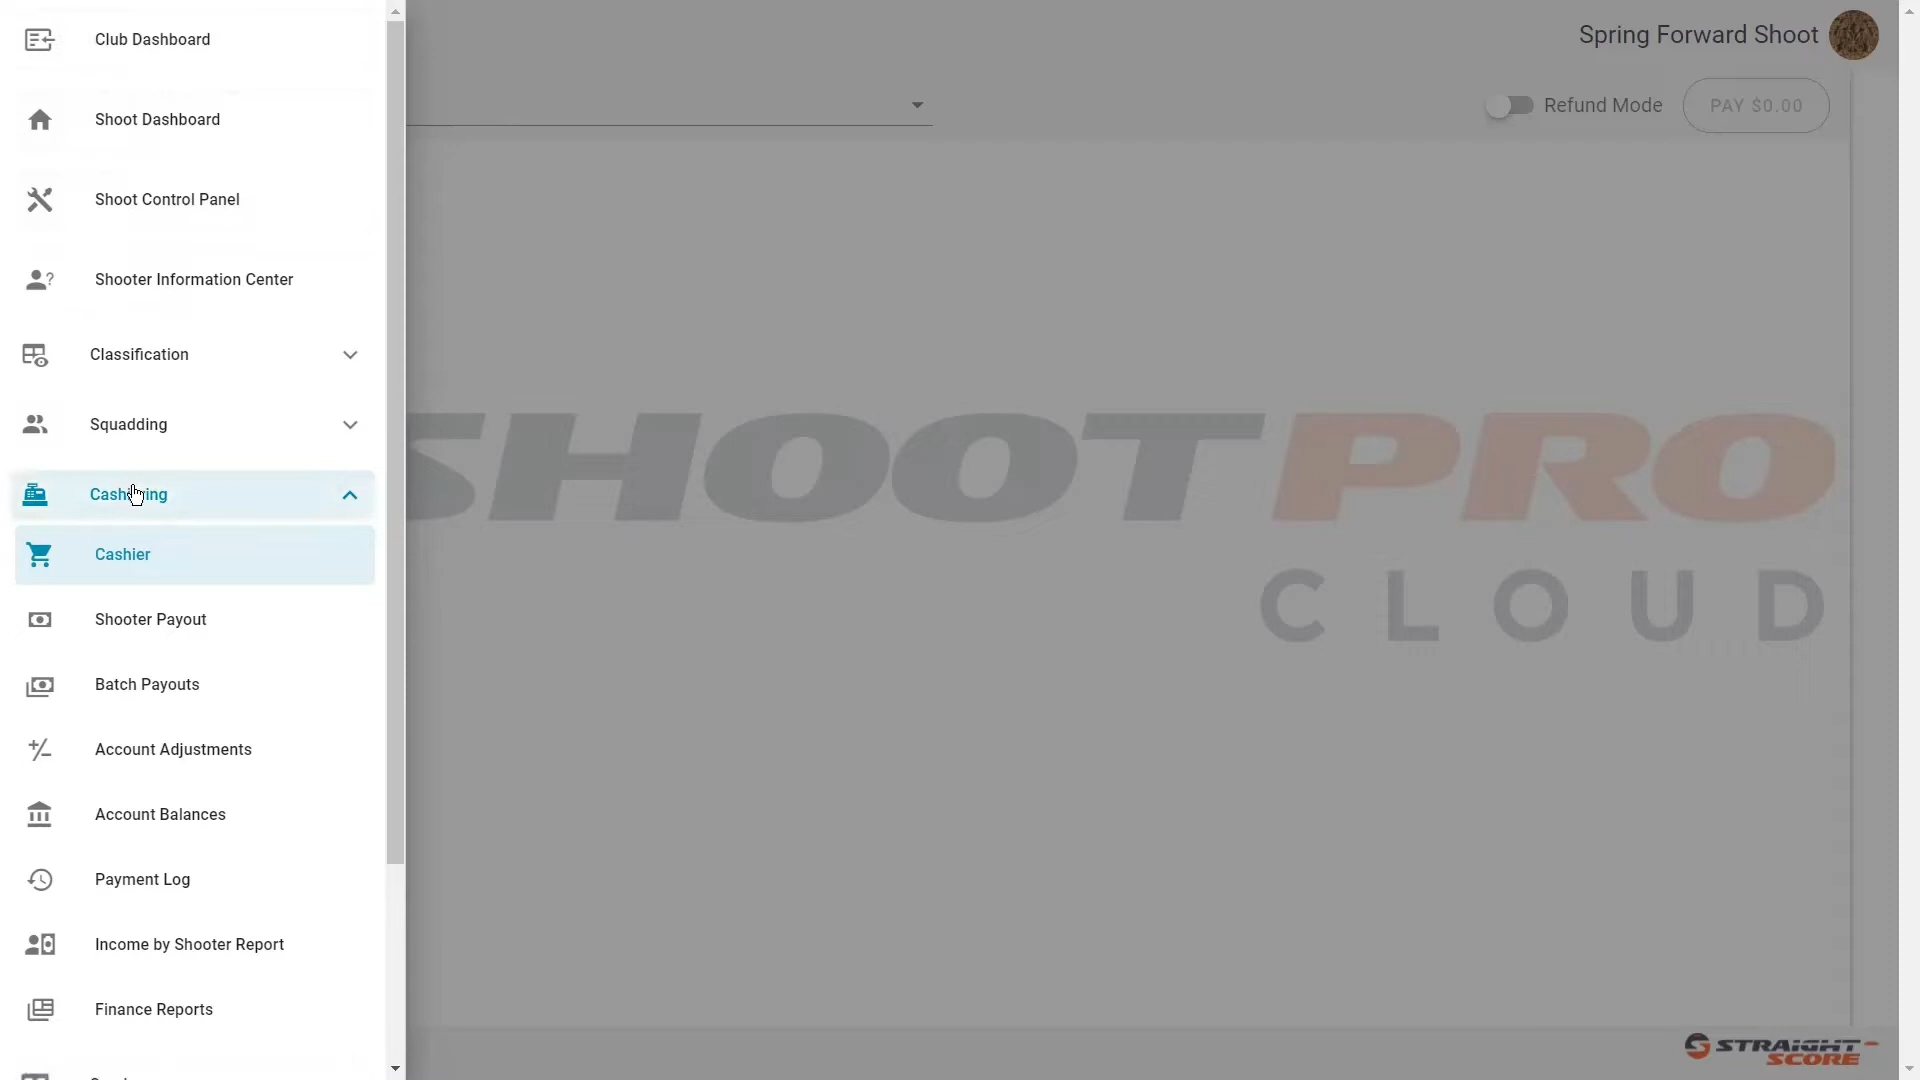 Club Dashboard
Spring Forward Shoot
Shoot Dashboard
Refund Mode
PAY $0.00
Shoot Control Panel
Shooter Information Center
Classification
Squadding
SHOOTPRO
CLOUD
Cashiering
Cashier
Shooter Payout
Batch Payouts
Account Adjustments
Account Balances
Payment Log
Income by Shooter Report
Finance Reports
STRAIGHT-
SCORE